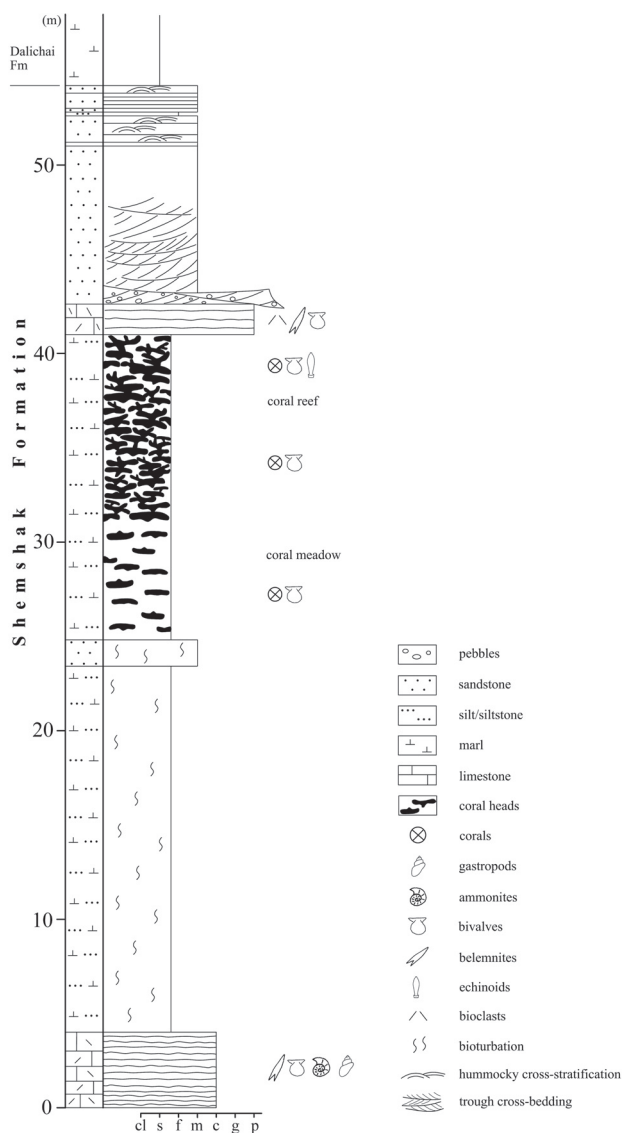 (m)
Dalichai
Fm
50
40
30
20
10
0
Shemshak Formation
coral reef
coral meadow
cl s f m c g p
pebbles
sandstone
silt/siltstone
marl
limestone
coral heads
corals
gastropods
ammonites
bivalves
belemnites
echinoids
bioclasts
bioturbation
hummocky cross-stratification
trough cross-bedding